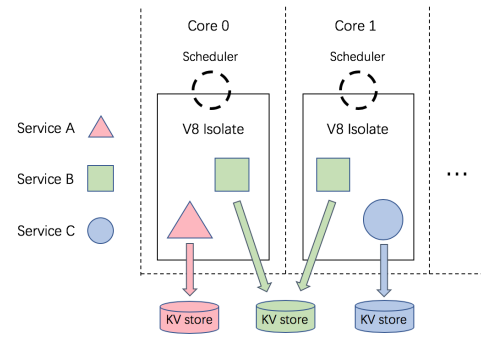 Core 0
Core 1
Scheduler
Scheduler
V8 Isolate
V8 Isolate
Service A
Service B
Service C
...
KV store
KV store
KV store